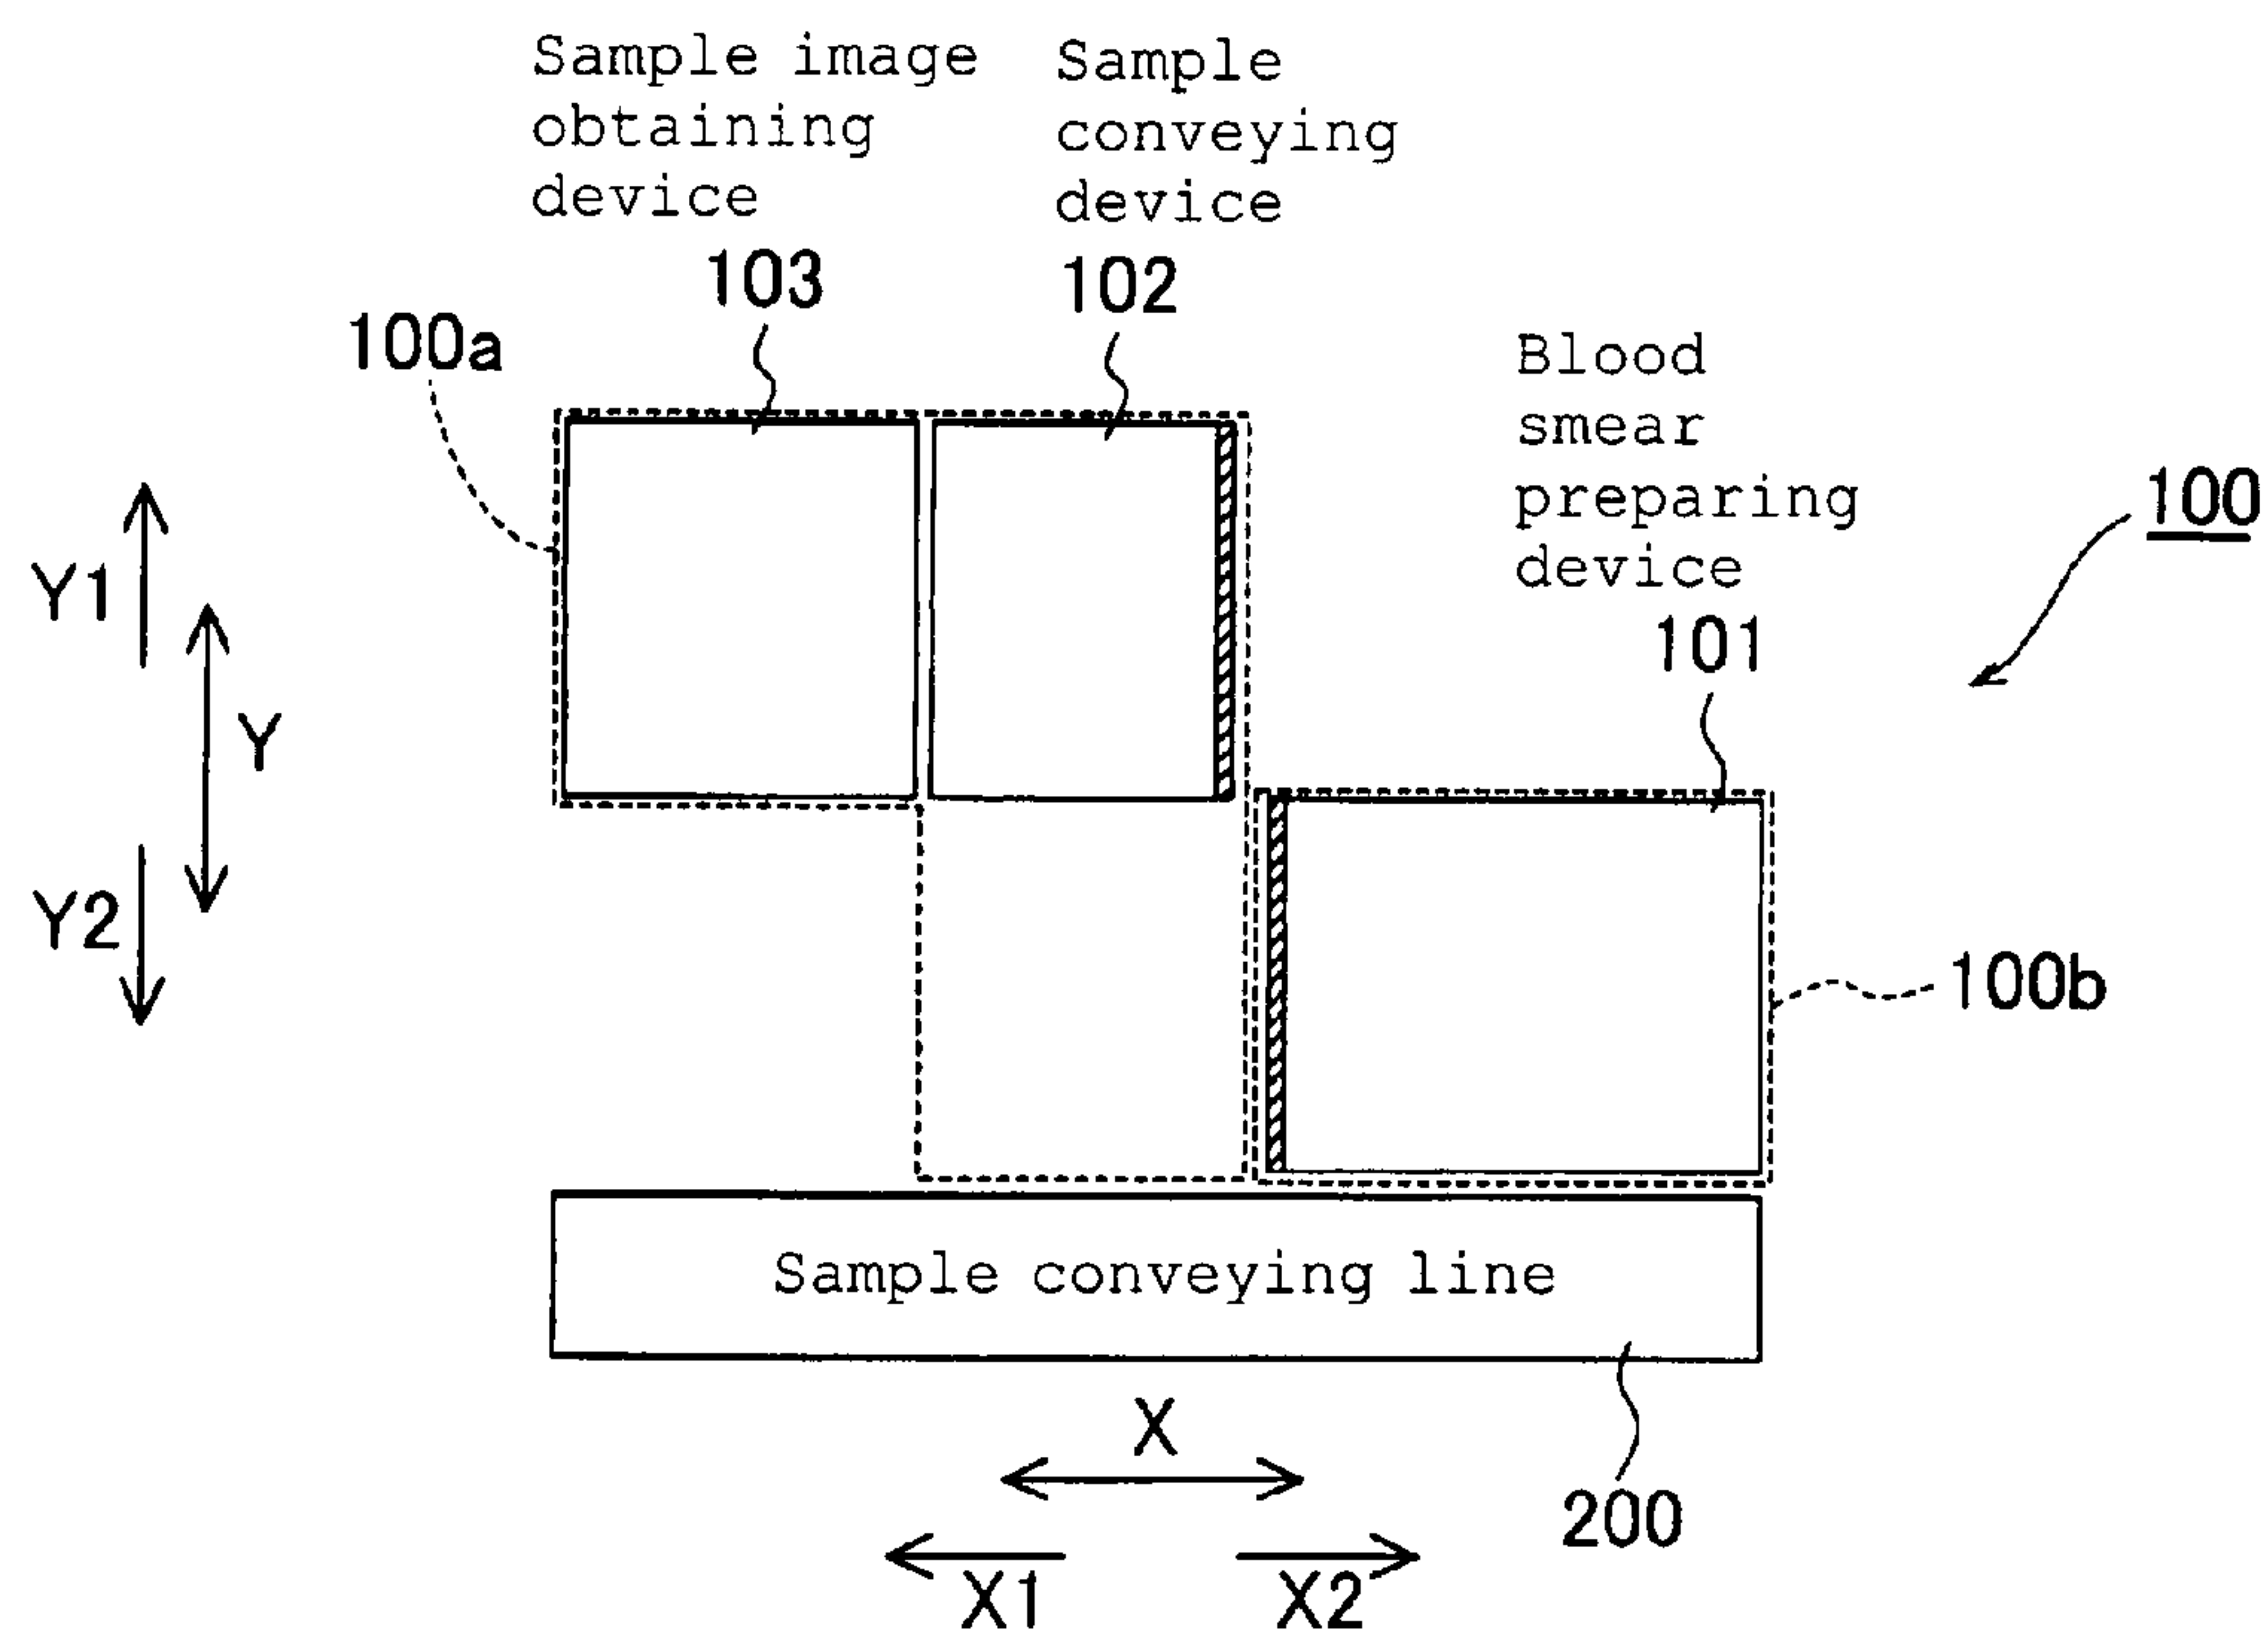 Sample image
obtaining
device
103
Sample
conveying
device
102
100a
Blood
smear
preparing
device
101
100
Y1
Y
Y2
100b
Sample conveying line
X
200
X1
X2